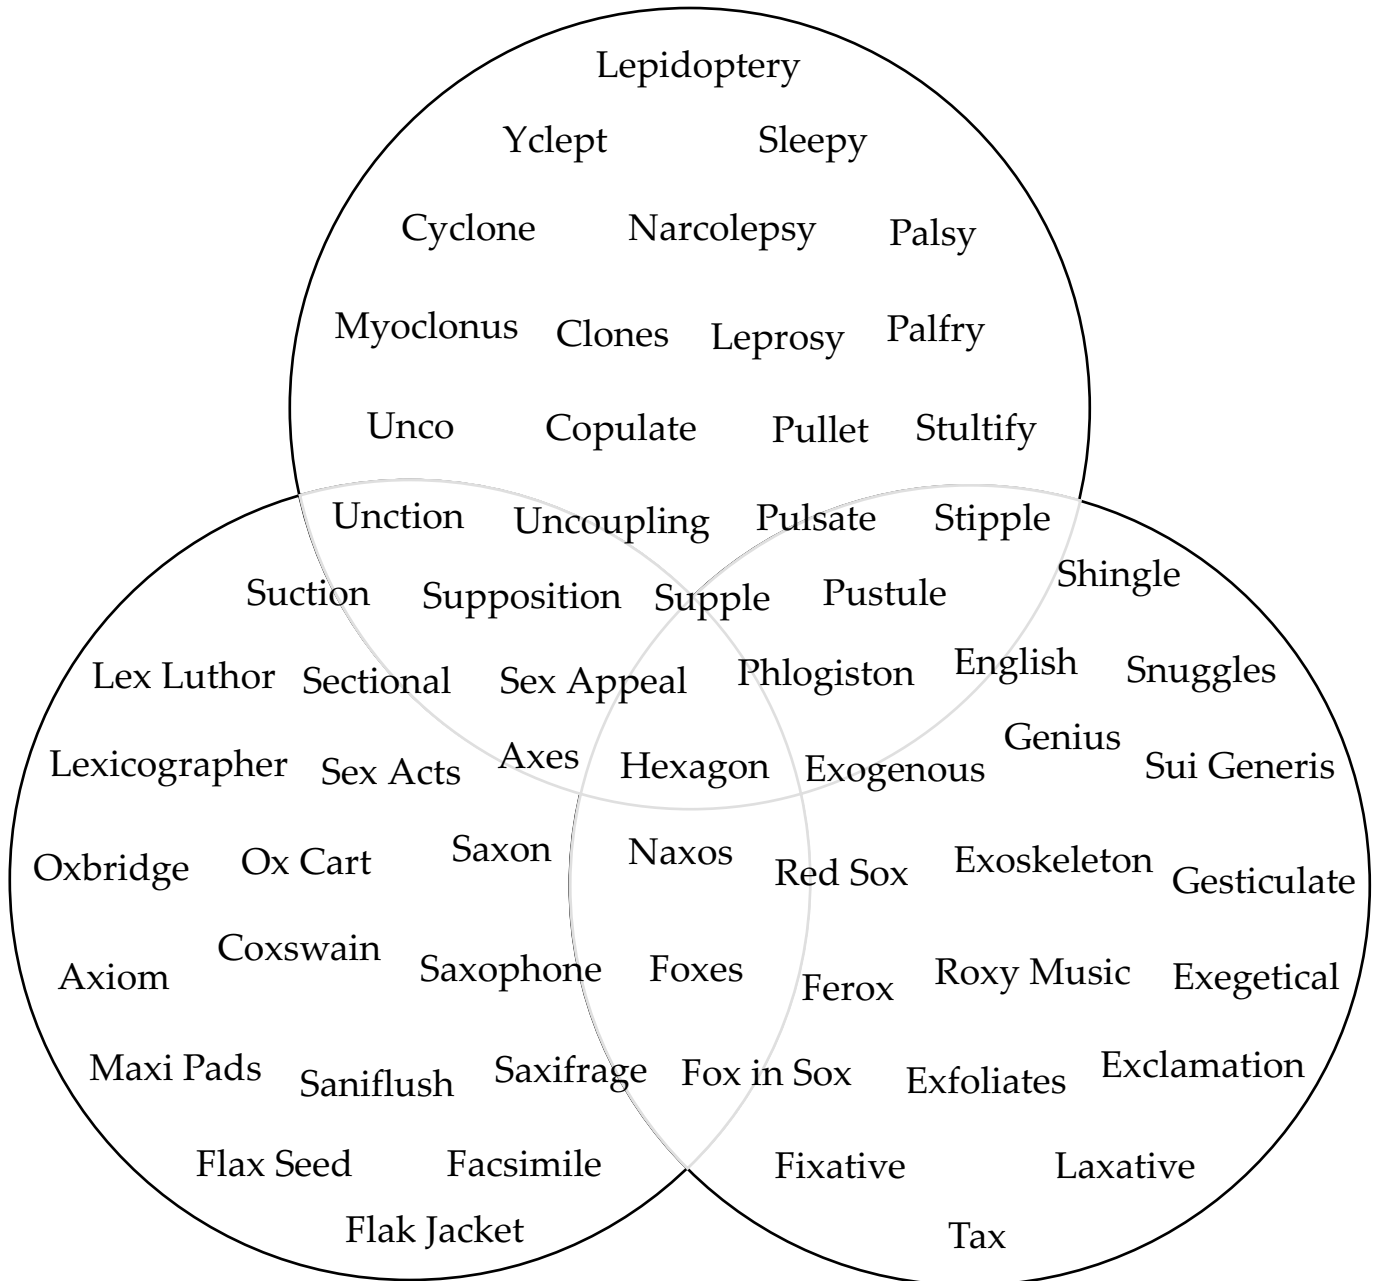 Lepidoptery
Yclept Sleepy
Cyclone Narcolepsy Palsy
Myoclonus Clones Leprosy Palfry
Unco Copulate Pullet Stultify
Unction Uncoupling Pulsate Stipple
Shingle
Suction Supposition Supple Pustule
Lex Luthor Sectional Sex Appeal Phlogiston English Snuggles
Genius
Lexicographer Sex Acts Axes Hexagon Exogenous Sui Generis
Oxbridge Ox Cart Saxon Naxos Red Sox Exoskeleton Gesticulate
Coxswain
Axiom Saxophone Foxes Ferox Roxy Music Exegetical
Maxi Pads Saniflush Saxifrage Fox in Sox Exfoliates Exclamation
Flax Seed Facsimile Fixative Laxative
Flak Jacket Tax